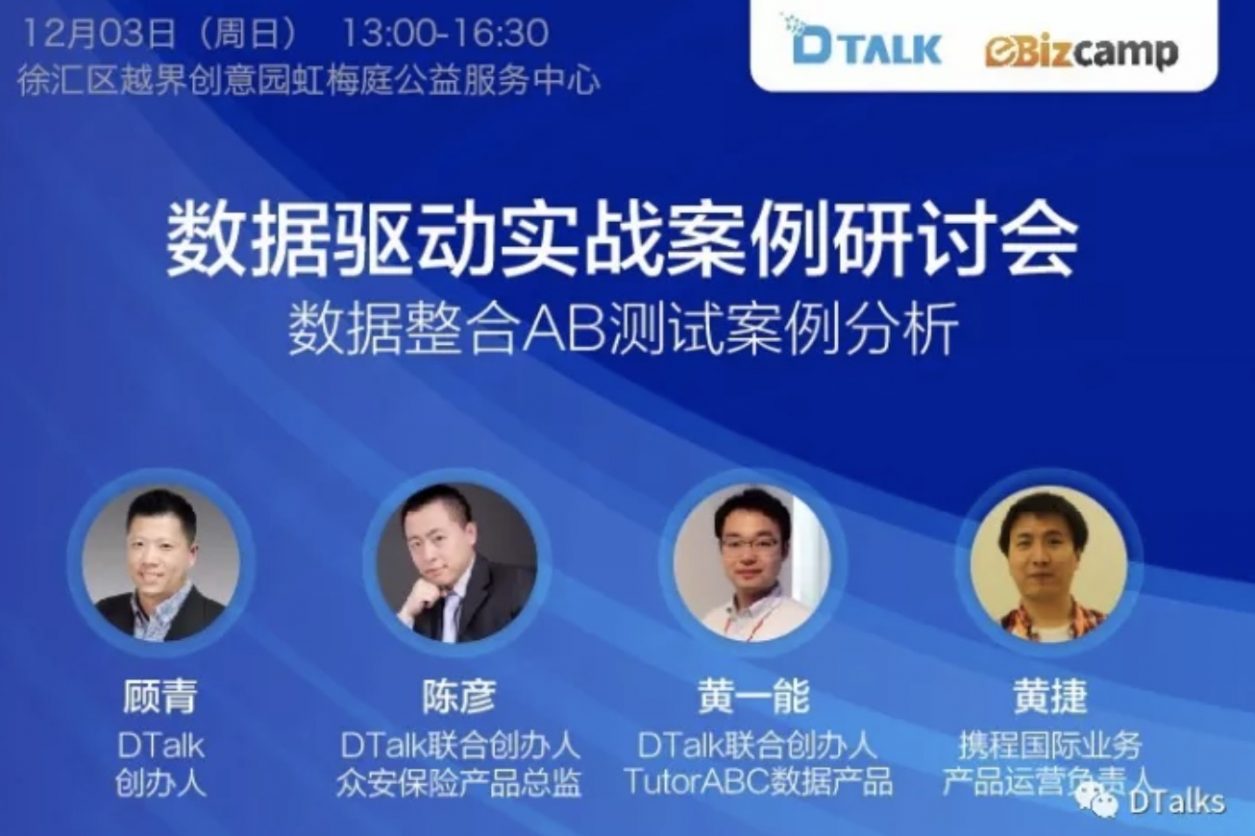 12月03日（周日） 13:00-16:30
徐汇区越界创意园虹梅庭公益服务中心
DTALK eBizcamp
数据驱动实战案例研讨会
数据整合AB测试案例分析
顾青
DTalk
创办人
陈彦
DTalk联合创办人
众安保险产品总监
黄一能
DTalk联合创办人
TutorABC数据产品
黄捷
携程国际业务
产品运营负责人
DTalks